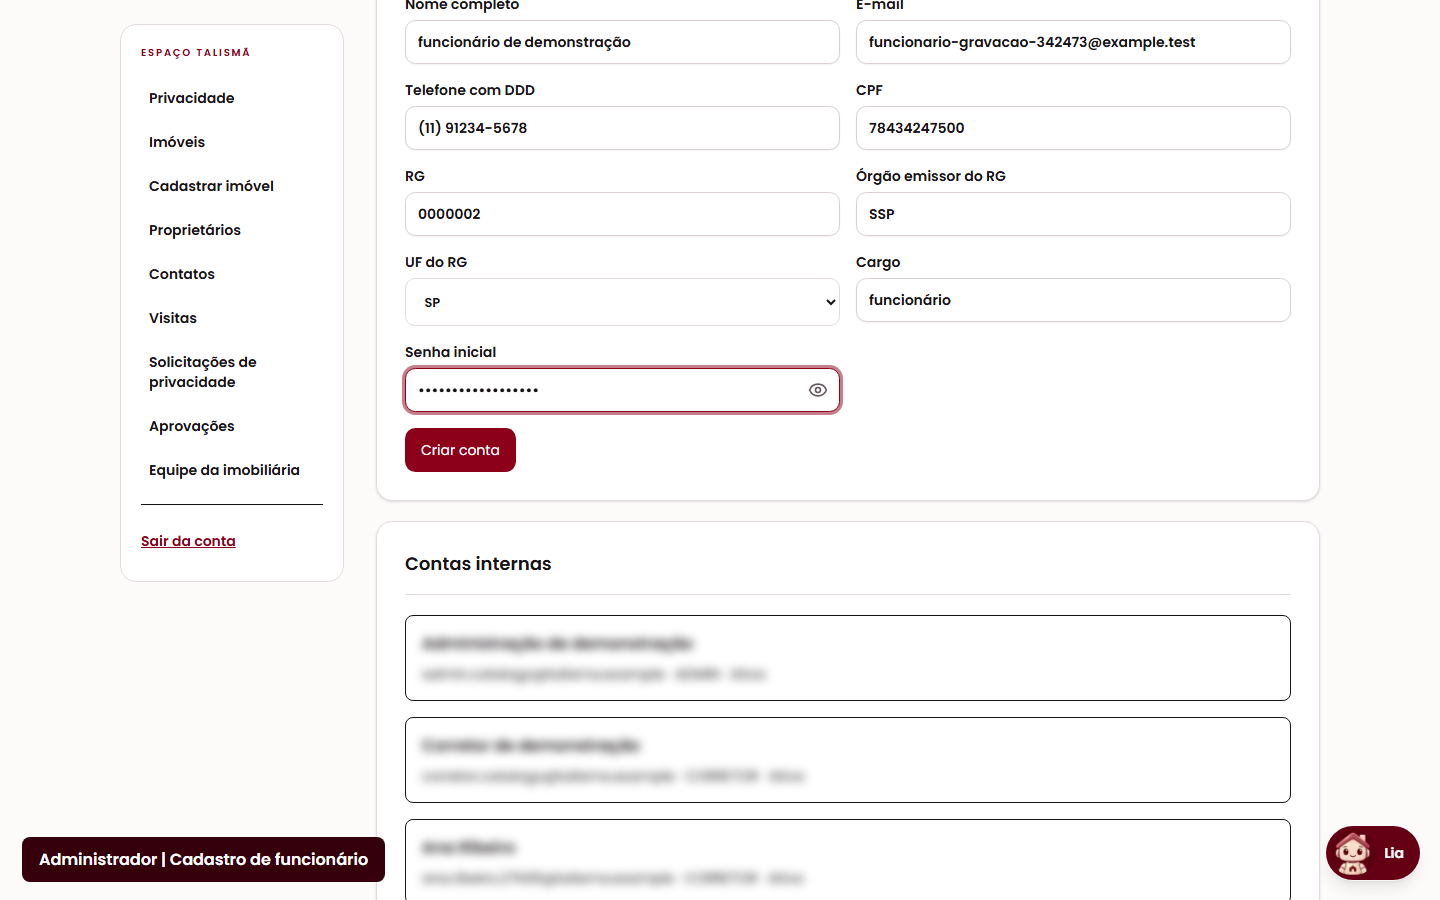 ESPAÇO TALISMÃ
Privacidade
Imóveis
Cadastrar imóvel
Proprietários
Contatos
Visitas
Solicitações de
privacidade
Aprovações
Equipe da imobiliária
Sair da conta
Nome completo
E-mail
funcionário de demonstração
funcionario-gravacao-342473@example.test
Telefone com DDD
CPF
(11) 91234-5678
78434247500
RG
Órgão emissor do RG
0000002
SSP
UF do RG
Cargo
SP
funcionário
Senha inicial
••••••••••••••••••
Criar conta
Contas internas
Administrador | Cadastro de funcionário
Lia